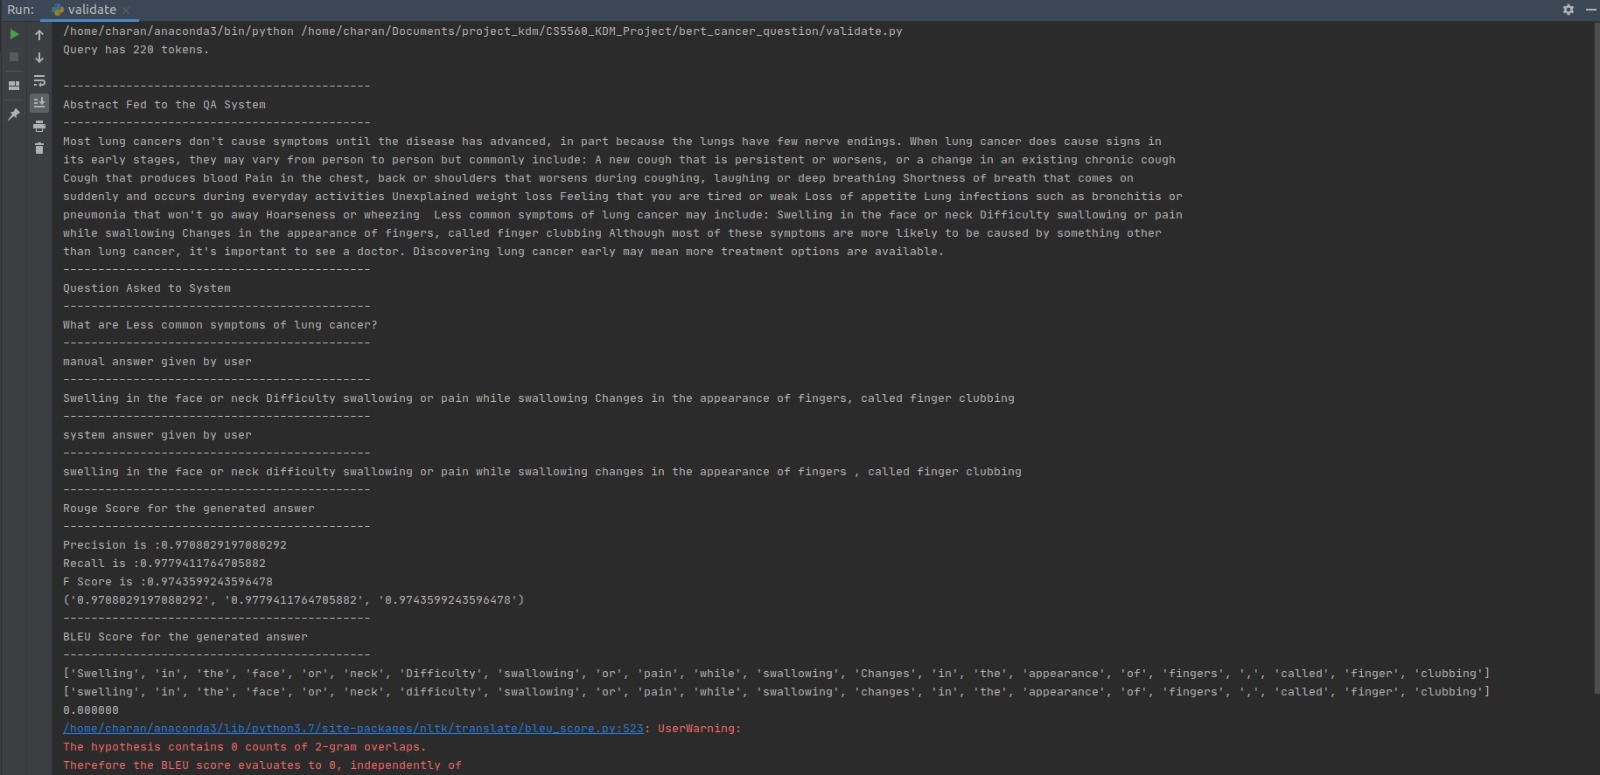 Run: validate
/home/charan/anaconda3/bin/python /home/charan/Documents/project_kdm/CS5560_KDM_Project/bert_cancer_question/validate.py
Query has 220 tokens.
--------------------------------------------
Abstract Fed to the QA System
--------------------------------------------
Most lung cancers don't cause symptoms until the disease has advanced, in part because the lungs have few nerve endings. When lung cancer does cause signs in
its early stages, they may vary from person to person but commonly include: A new cough that is persistent or worsens, or a change in an existing chronic cough
Cough that produces blood Pain in the chest, back or shoulders that worsens during coughing, laughing or deep breathing Shortness of breath that comes on
suddenly and occurs during everyday activities Unexplained weight loss Feeling that you are tired or weak Loss of appetite Lung infections such as bronchitis or
pneumonia that won't go away Hoarseness or wheezing  Less common symptoms of lung cancer may include: Swelling in the face or neck Difficulty swallowing or pain
while swallowing Changes in the appearance of fingers, called finger clubbing Although most of these symptoms are more likely to be caused by something other
than lung cancer, it's important to see a doctor. Discovering lung cancer early may mean more treatment options are available.
--------------------------------------------
Question Asked to System
--------------------------------------------
What are Less common symptoms of lung cancer?
--------------------------------------------
manual answer given by user
--------------------------------------------
Swelling in the face or neck Difficulty swallowing or pain while swallowing Changes in the appearance of fingers, called finger clubbing
--------------------------------------------
system answer given by user
--------------------------------------------
swelling in the face or neck difficulty swallowing or pain while swallowing changes in the appearance of fingers , called finger clubbing
--------------------------------------------
Rouge Score for the generated answer
--------------------------------------------
Precision is :0.9708029197080292
Recall is :0.9779411764705882
F Score is :0.9743599243596478
('0.9708029197080292', '0.9779411764705882', '0.9743599243596478')
--------------------------------------------
BLEU Score for the generated answer
--------------------------------------------
['Swelling', 'in', 'the', 'face', 'or', 'neck', 'Difficulty', 'swallowing', 'or', 'pain', 'while', 'swallowing', 'Changes', 'in', 'the', 'appearance', 'of', 'fingers', ',', 'called', 'finger', 'clubbing']
['swelling', 'in', 'the', 'face', 'or', 'neck', 'difficulty', 'swallowing', 'or', 'pain', 'while', 'swallowing', 'changes', 'in', 'the', 'appearance', 'of', 'fingers', ',', 'called', 'finger', 'clubbing']
0.000000
/home/charan/anaconda3/lib/python3.7/site-packages/nltk/translate/bleu_score.py:523: UserWarning:
The hypothesis contains 0 counts of 2-gram overlaps.
Therefore the BLEU score evaluates to 0, independently of